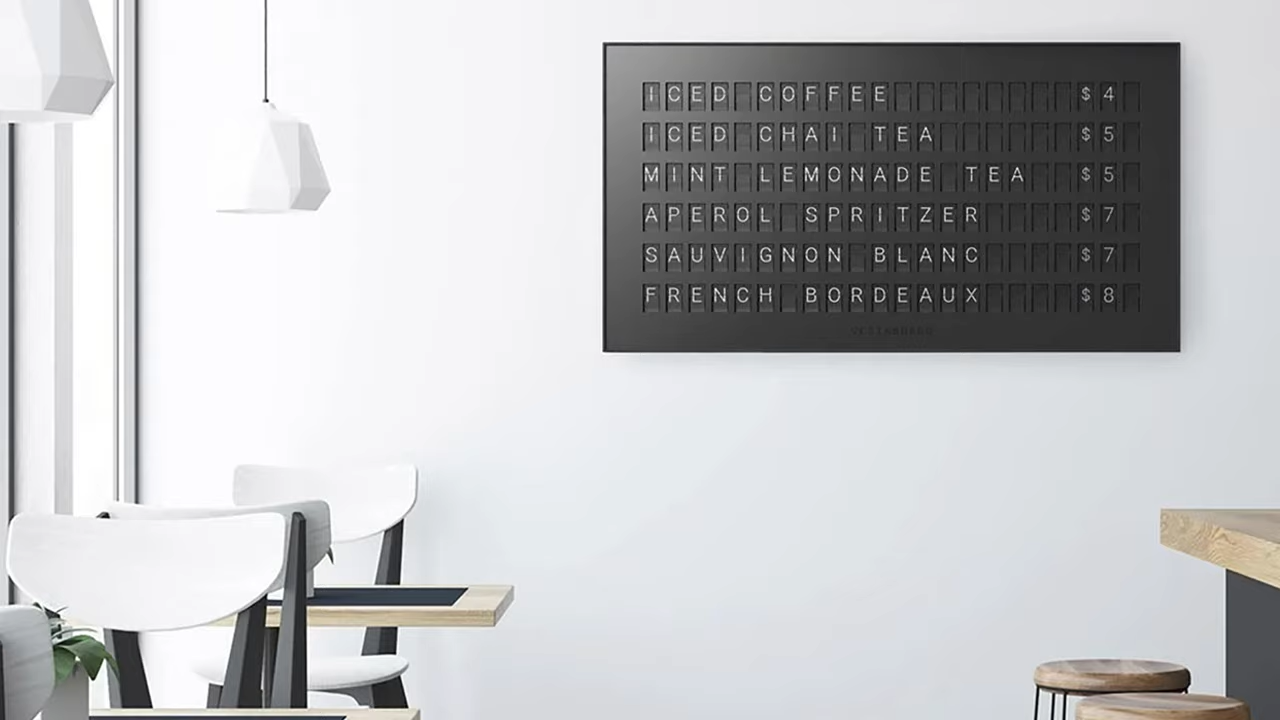 ICED COFFEE $4
ICED CHAI TEA $5
MINT LEMONADE TEA $5
APEROL SPRITZER $7
SAUVIGNON BLANC $7
FRENCH BORDEAUX $8